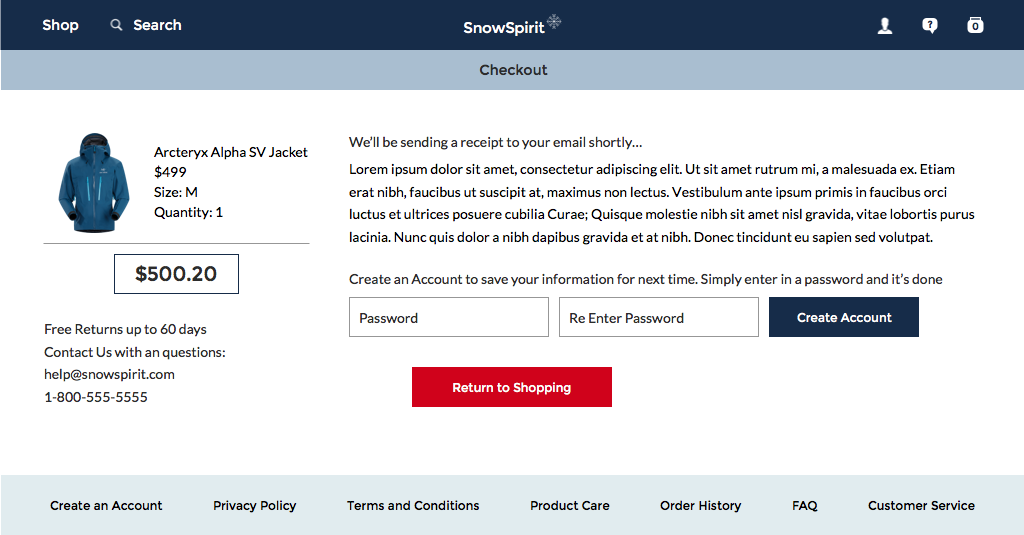 Shop
Search
SnowSpirit
?
0
Checkout
Arcteryx Alpha SV Jacket
$499
Size: M
Quantity: 1
$500.20
Free Returns up to 60 days
Contact Us with an questions:
help@snowspirit.com
1-800-555-5555
We'll be sending a receipt to your email shortly...
Lorem ipsum dolor sit amet, consectetur adipiscing elit. Ut sit amet rutrum mi, a malesuada ex. Etiam
erat nibh, faucibus ut suscipit at, maximus non lectus. Vestibulum ante ipsum primis in faucibus orci
luctus et ultrices posuere cubilia Curae; Quisque molestie nibh sit amet nisl gravida, vitae lobortis purus
lacinia. Nunc quis dolor a nibh dapibus gravida et at nibh. Donec tincidunt eu sapien sed volutpat.
Create an Account to save your information for next time. Simply enter in a password and it's done
Password
Re Enter Password
Create Account
Return to Shopping
Create an Account
Privacy Policy
Terms and Conditions
Product Care
Order History
FAQ
Customer Service